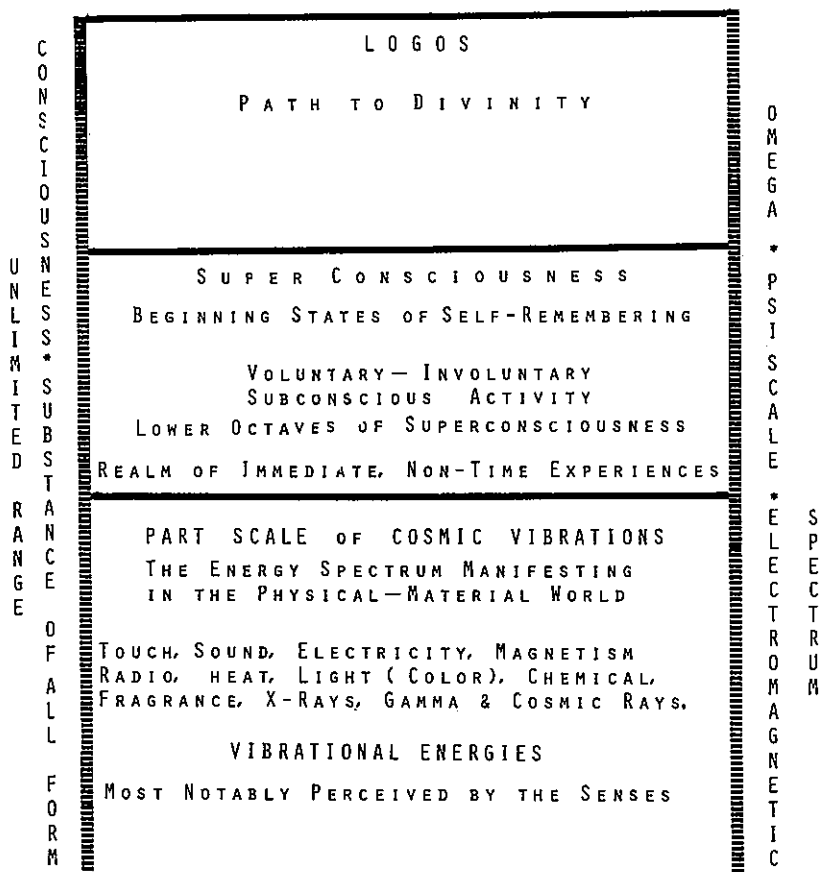 UNLIMITED RANGE
CONSCIOUSNESS * SUBSTANCE OF ALL FORM
LOGOS
PATH TO DIVINITY
SUPER CONSCIOUSNESS
BEGINNING STATES OF SELF-REMEMBERING
VOLUNTARY—INVOLUNTARY
SUBCONSCIOUS ACTIVITY
LOWER OCTAVES OF SUPERCONSCIOUSNESS
REALM OF IMMEDIATE, NON-TIME EXPERIENCES
PART SCALE OF COSMIC VIBRATIONS
THE ENERGY SPECTRUM MANIFESTING
IN THE PHYSICAL—MATERIAL WORLD
TOUCH, SOUND, ELECTRICITY, MAGNETISM
RADIO, HEAT, LIGHT (COLOR), CHEMICAL,
FRAGRANCE, X-RAYS, GAMMA & COSMIC RAYS.
VIBRATIONAL ENERGIES
MOST NOTABLY PERCEIVED BY THE SENSES
OMEGA * PSI SCALE * ELECTROMAGNETIC
SPECTRUM